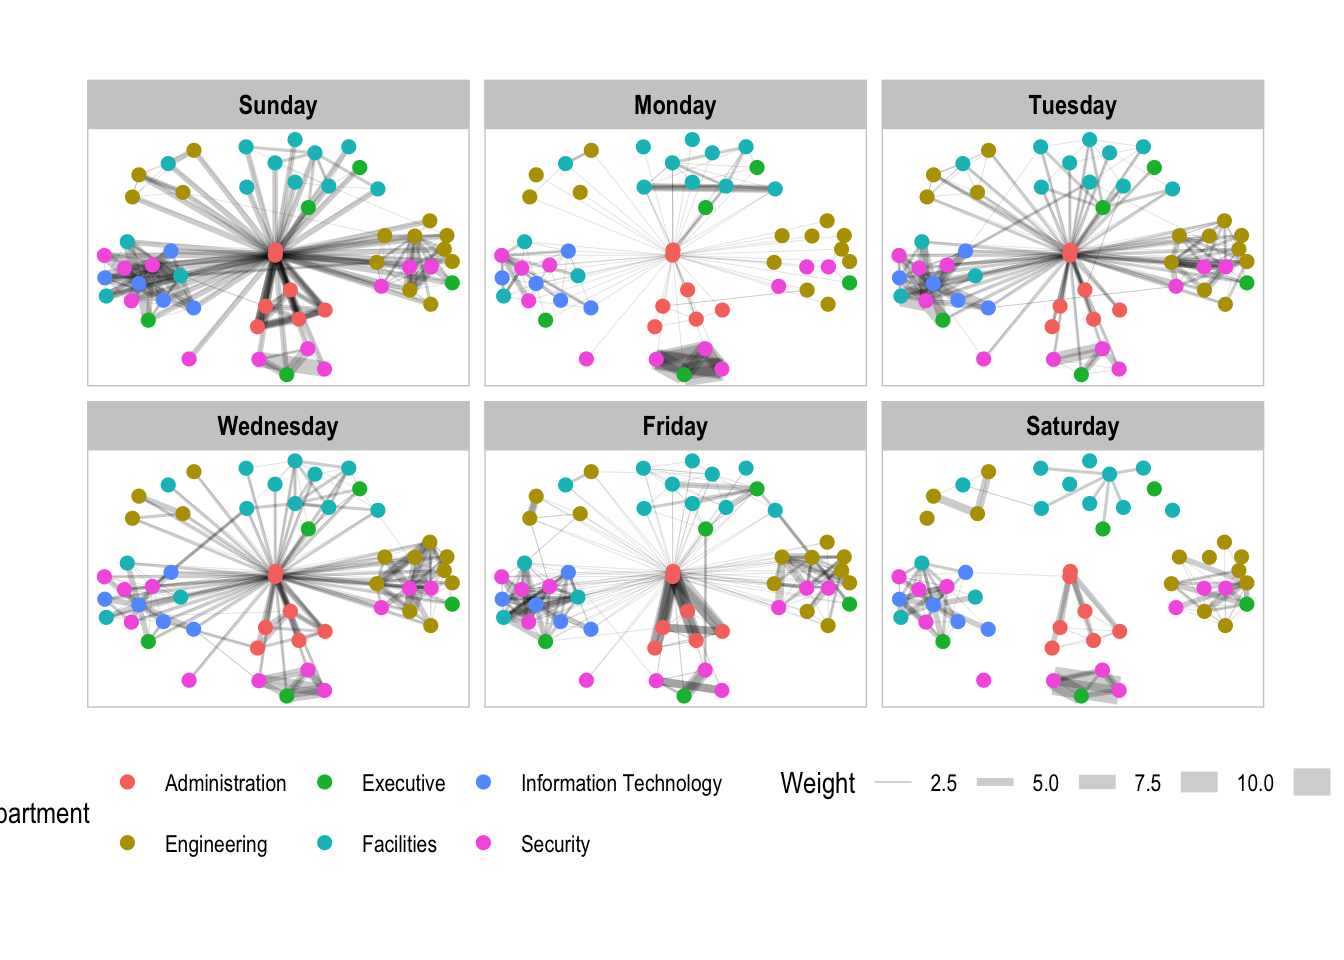 Sunday
Monday
Tuesday
Wednesday
Friday
Saturday
Administration Executive Information Technology
Weight 2.5 5.0 7.5 10.0
partment
Engineering Facilities Security